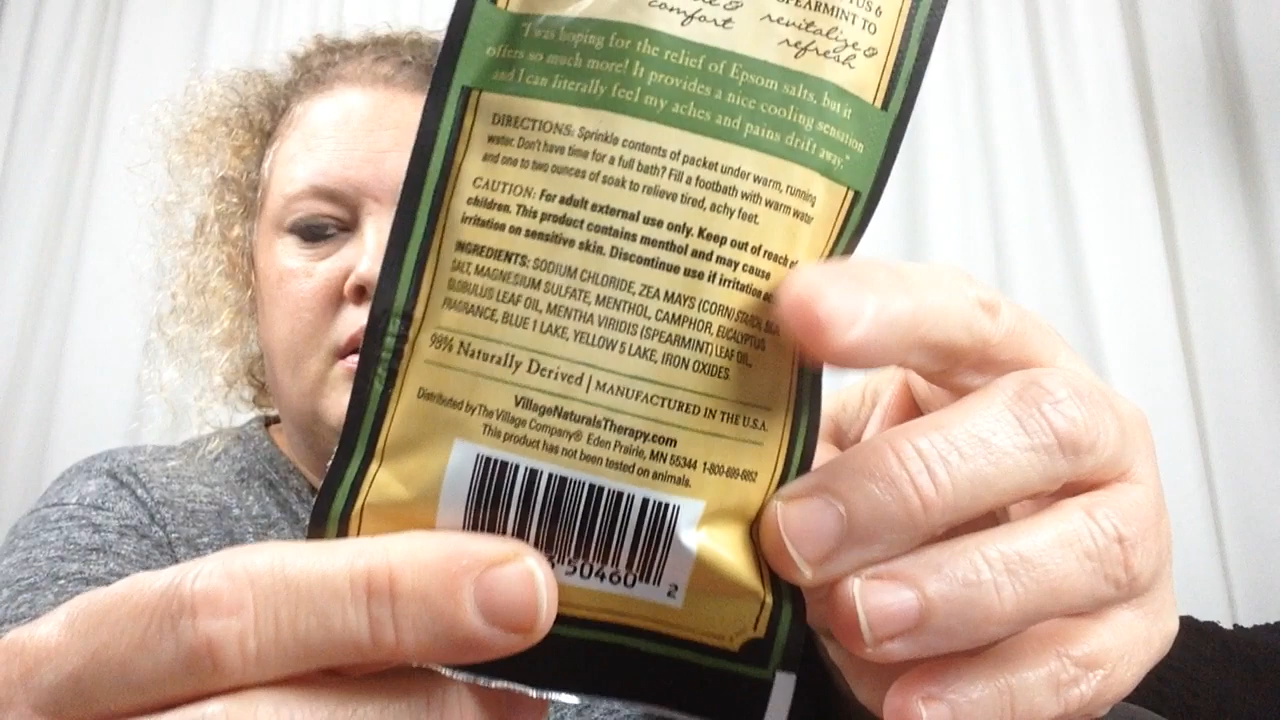 & comfort
SPEARMINT TO
revitalize &
refresh
"I was hoping for the relief of Epsom salts, but it
offers so much more! It provides a nice cooling sensation
and I can literally feel my aches and pains drift away."
DIRECTIONS: Sprinkle contents of packet under warm, running
water. Don't have time for a full bath? Fill a footbath with warm water
and one to two ounces of soak to relieve tired, achy feet.
CAUTION: For adult external use only. Keep out of reach of
children. This product contains menthol and may cause
irritation on sensitive skin. Discontinue use if irritation
INGREDIENTS: SODIUM CHLORIDE, ZEA MAYS (CORN) STARCH,
SALT, MAGNESIUM SULFATE, MENTHOL, CAMPHOR, EUCALYPTUS
GLOBULUS LEAF OIL, MENTHA VIRIDIS (SPEARMINT) LEAF OIL,
FRAGRANCE, BLUE 1 LAKE, YELLOW 5 LAKE, IRON OXIDES.
98% Naturally Derived | MANUFACTURED IN THE U.S.A.
VillageNaturalsTherapy.com
Distributed by The Village Company® Eden Prairie, MN 55344 1-800-699-6652
This product has not been tested on animals.
50460 2